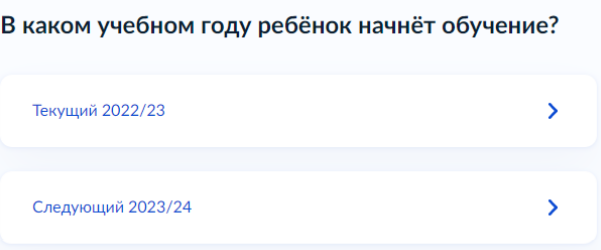 В каком учебном году ребёнок начнёт обучение?
Текущий 2022/23
Следующий 2023/24